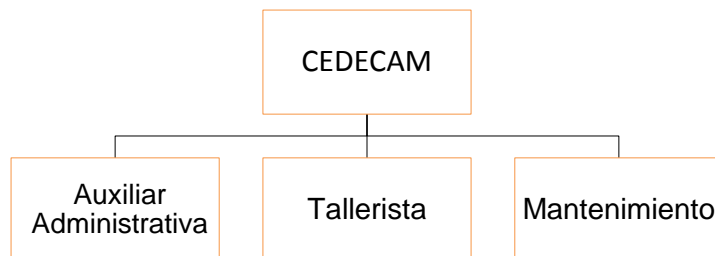 CEDECAM
Auxiliar
Administrativa
Tallerista
Mantenimiento